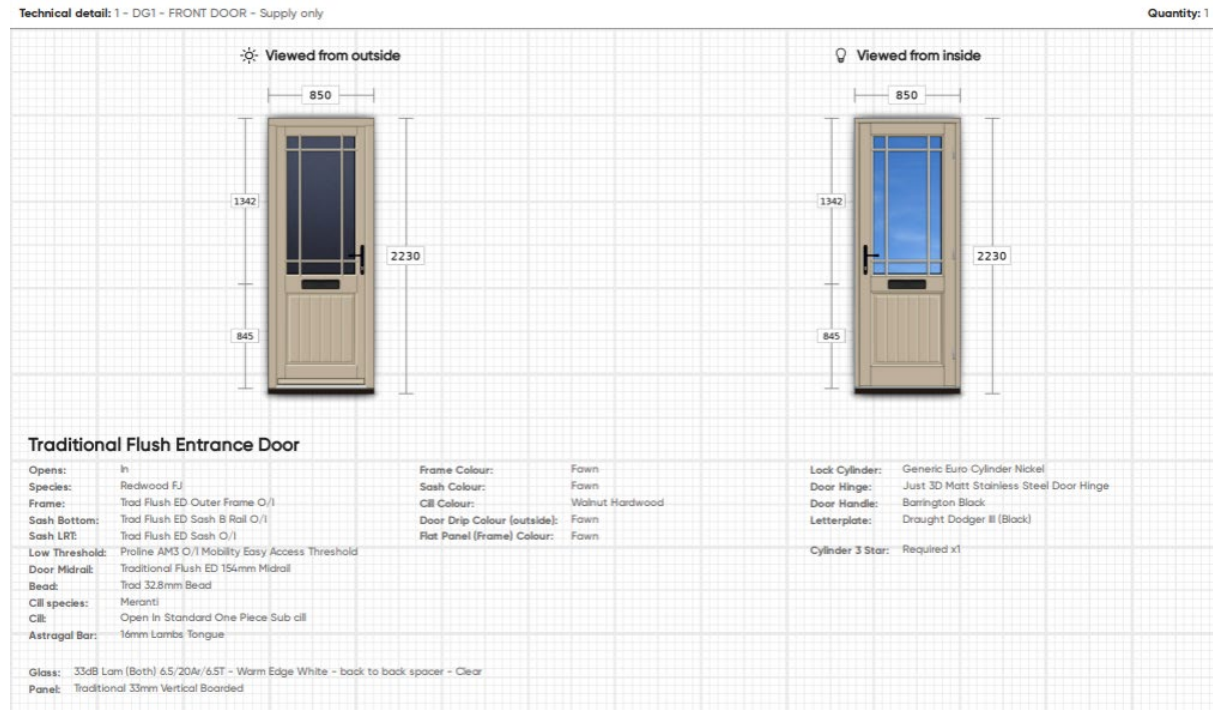 Technical detail: 1 - DG1 - FRONT DOOR - Supply only
Quantity: 1
Viewed from outside
Viewed from inside
850
850
1342
1342
2230
2230
845
845
Traditional Flush Entrance Door
Opens: In
Species: Redwood FJ
Frame: Trad Flush ED Outer Frame O/I
Sash Bottom: Trad Flush ED Sash B Rail O/I
Sash LRT: Trad Flush ED Sash O/I
Low Threshold: Proline AM3 O/I Mobility Easy Access Threshold
Door Midrail: Traditional Flush ED 154mm Midrail
Bead: Trad 32.8mm Bead
Cill species: Meranti
Cill: Open In Standard One Piece Sub cill
Astragal Bar: 16mm Lambs Tongue
Frame Colour: Fawn
Sash Colour: Fawn
Cill Colour: Walnut Hardwood
Door Drip Colour (outside): Fawn
Flat Panel (Frame) Colour: Fawn
Lock Cylinder: Generic Euro Cylinder Nickel
Door Hinge: Just 3D Matt Stainless Steel Door Hinge
Door Handle: Barrington Black
Letterplate: Draught Dodger III (Black)
Cylinder 3 Star: Required x1
Glass: 33dB Lam (Both) 6.5/20Ar/6.5T - Warm Edge White - back to back spacer - Clear
Panel: Traditional 33mm Vertical Boarded